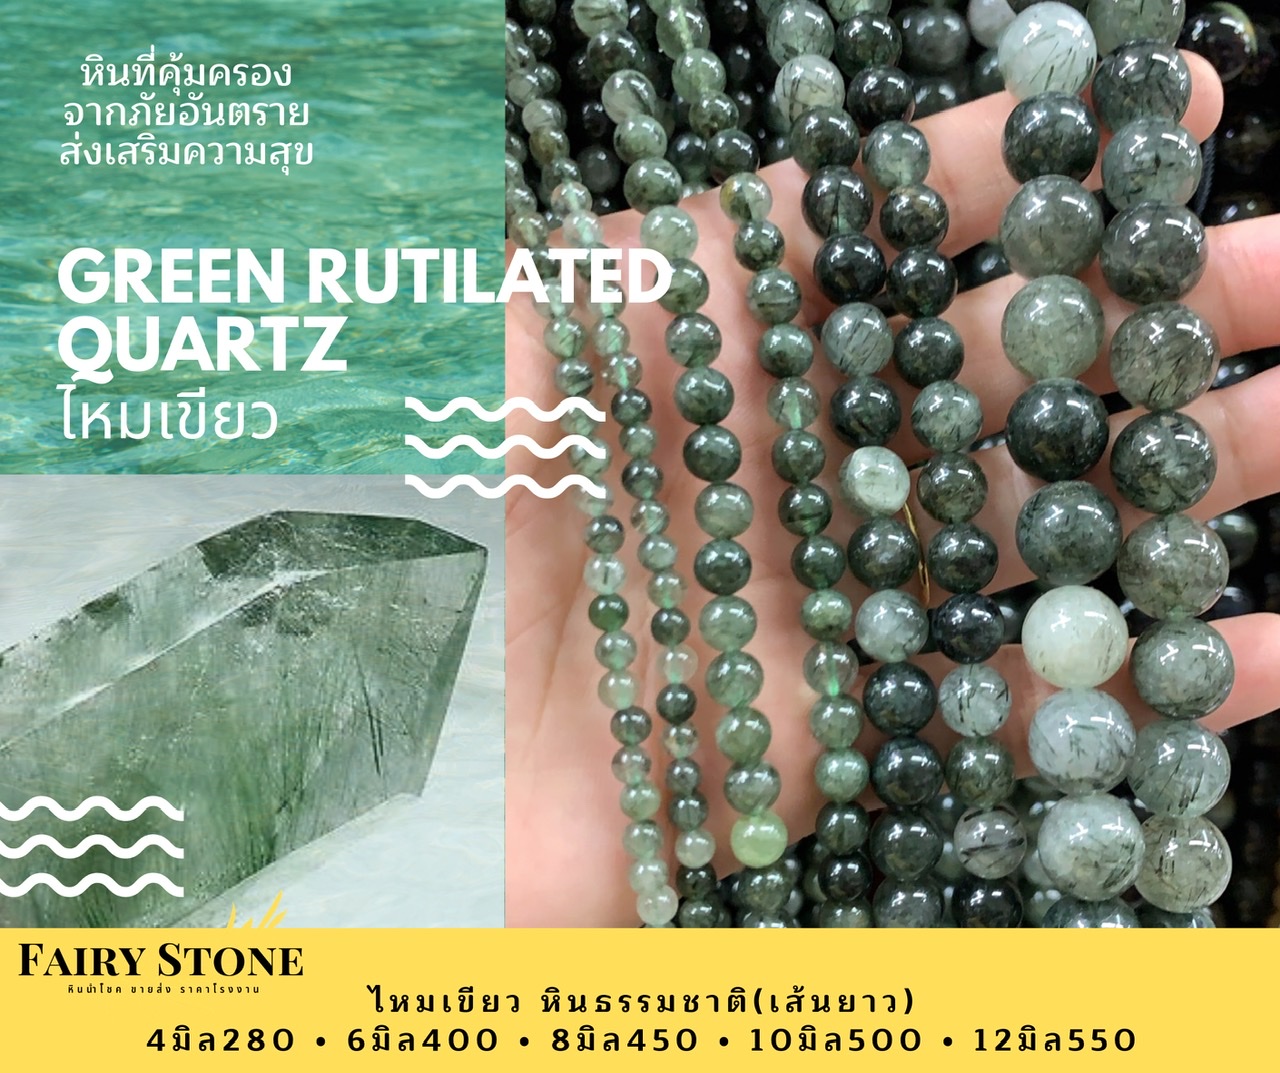 หินที่คุ้มครอง
จากภัยอันตราย
ส่งเสริมความสุข
GREEN RUTILATED
QUARTZ
ไหมเขียว
FAIRY STONE
หินนำโชค ขายส่ง ราคาโรงงาน
ไหมเขียว หินธรรมชาติ(เส้นยาว)
4มิล280 • 6มิล400 • 8มิล450 • 10มิล500 • 12มิล550